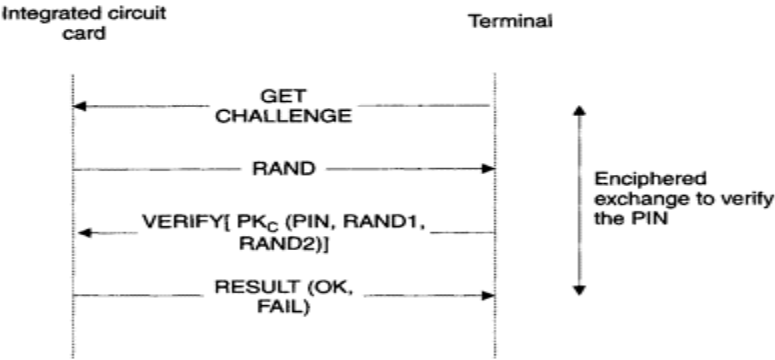 Integrated circuit
card
Terminal
GET
CHALLENGE
RAND
VERIFY[ PKC (PIN, RAND1,
RAND2)]
RESULT (OK,
FAIL)
Enciphered
exchange to verify
the PIN